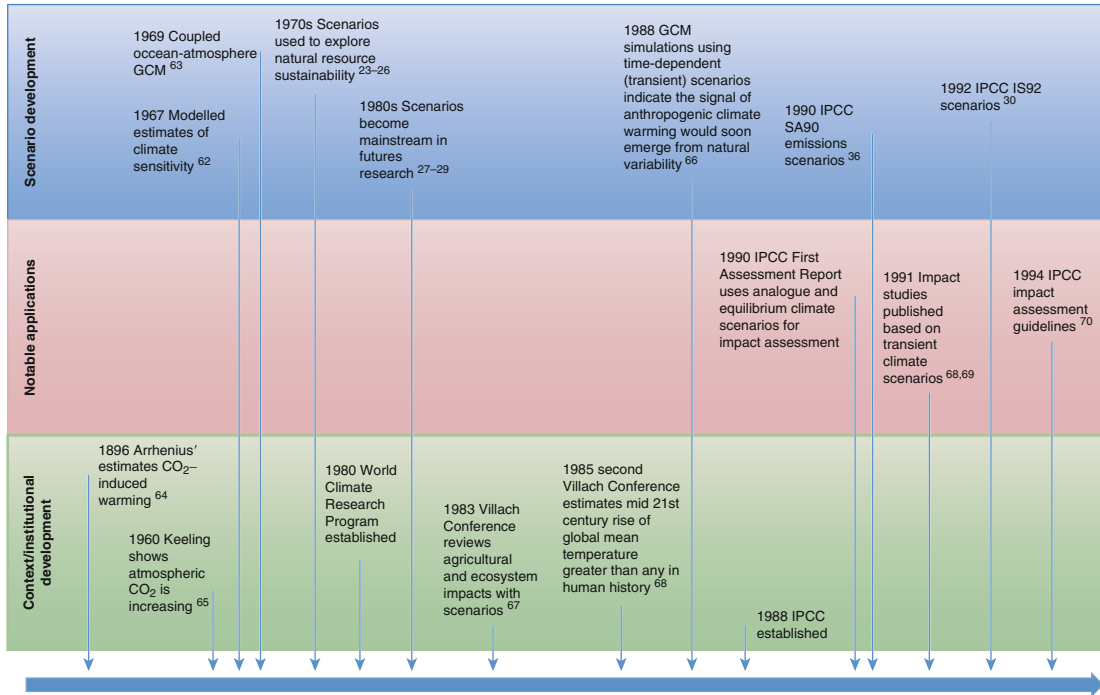 Scenario development
1969 Coupled
occean-atmosphere
GCM 63
1967 Modelled
estimates of
climate
sensitivity 62
1970s Scenarios
used to explore
natural resource
sustainability 23–26
1980s Scenarios
become
mainstream in
futures
research 27–29
1988 GCM
simulations using
time-dependent
(transient) scenarios
indicate the signal of
anthropogenic climate
warming would soon
emerge from natural
variability 66
1990 IPCC
SA90
emissions
scenarios 36
1992 IPCC IS92
scenarios 30
Notable applications
1990 IPCC First
Assessment Report
uses analogue and
equilibrium climate
scenarios for
impact assessment
1991 Impact
studies
published
based on
transient
climate
scenarios 68,69
1994 IPCC
impact
assessment
guidelines 70
Context/institutional
development
1896 Arrhenius′
estimates CO2–
induced
warming 64
1960 Keeling
shows
atmospheric
CO2 is
increasing 65
1980 World
Climate
Research
Program
established
1983 Villach
Conference
reviews
agricultural
and ecosystem
impacts with
scenarios 67
1985 second
Villach Conference
estimates mid 21st
century rise of
global mean
temperature
greater than any in
human history 68
1988 IPCC
established